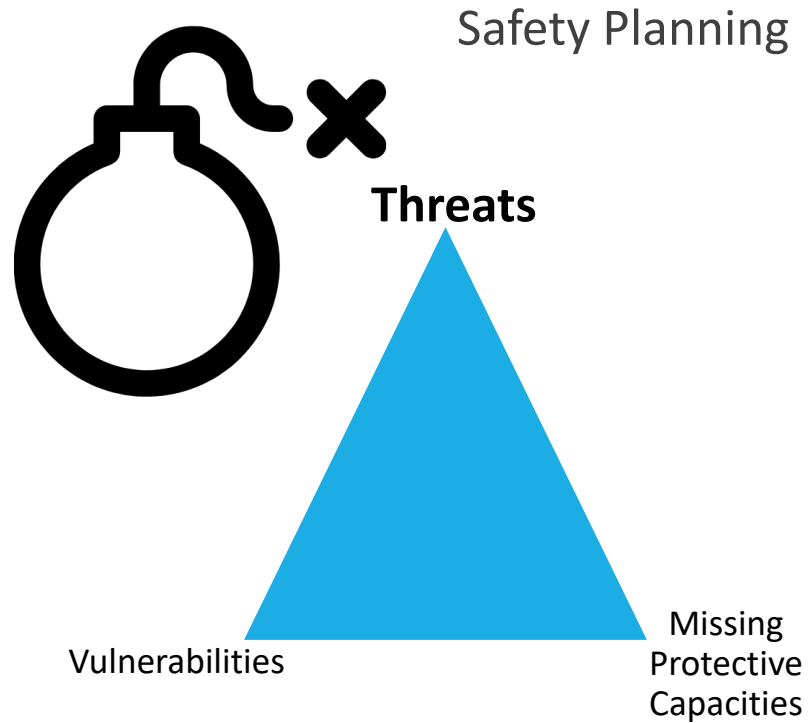 Safety Planning
Threats
Vulnerabilities
Missing
Protective
Capacities